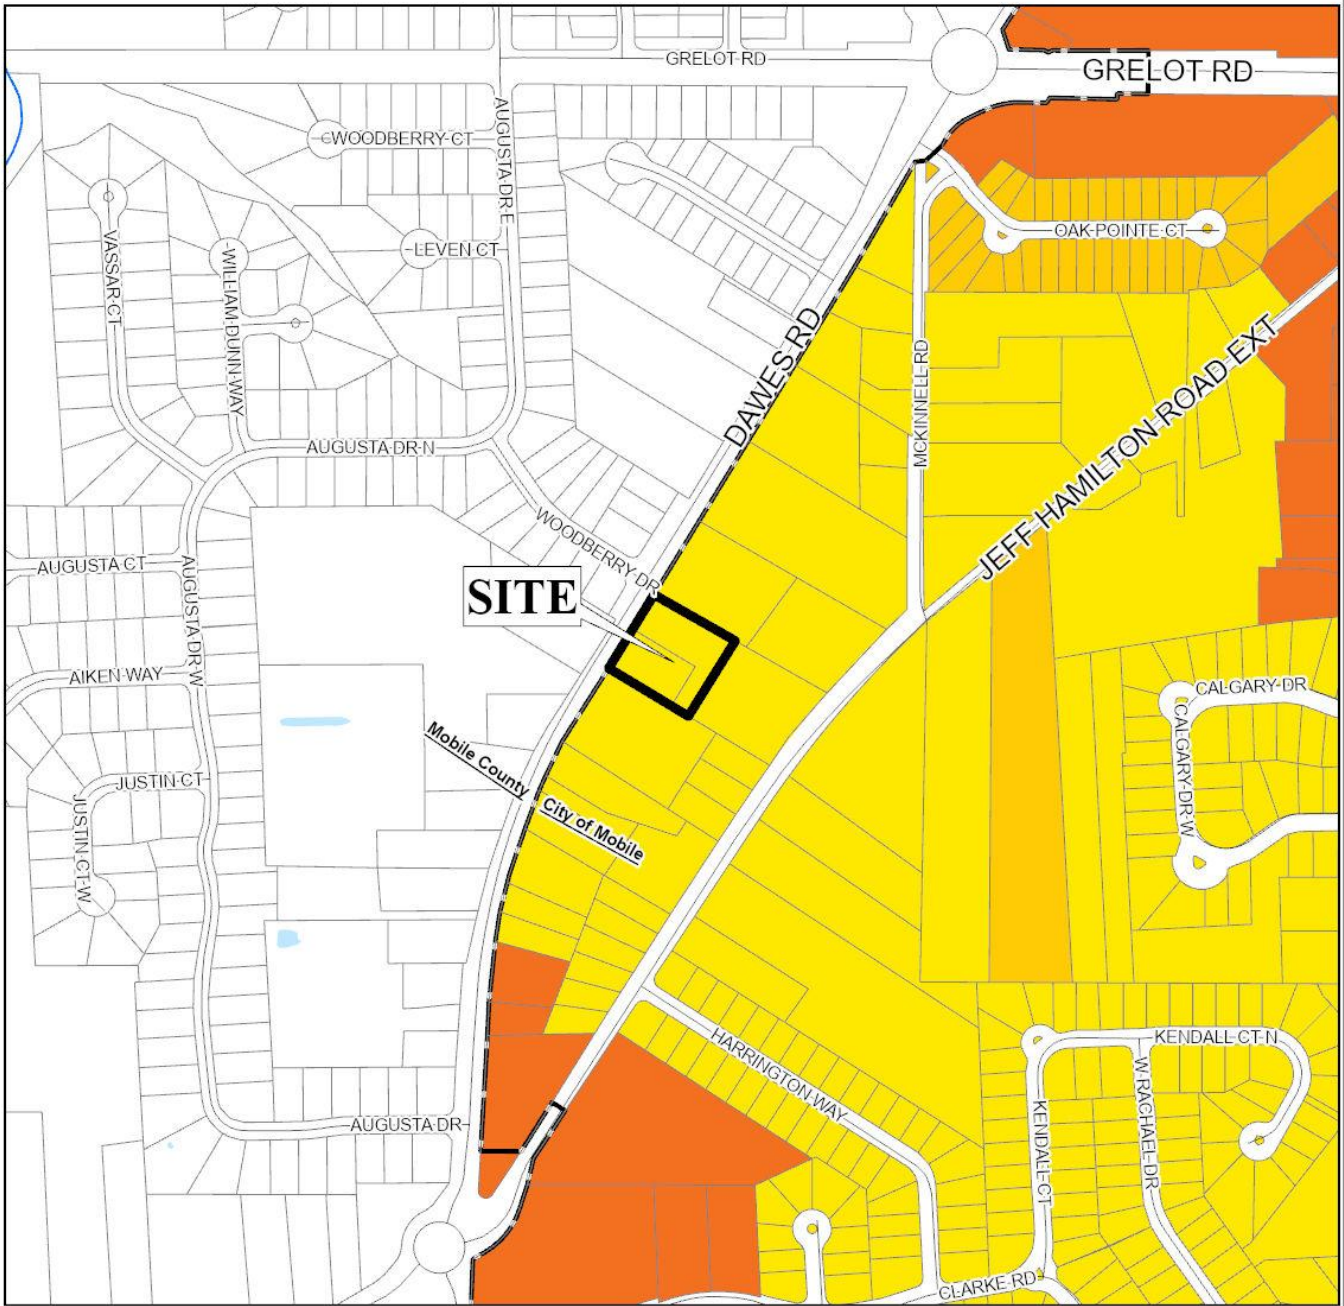 GRELOT RD
GRELOT RD
WOODBERRY CT
AUGUSTA DR E
LEVEN CT
OAK POINTE CT
VASSAR CT
WILLIAM DUNN WAY
DAWES RD
MCKINNELL RD
JEFF HAMILTON ROAD EXT
AUGUSTA DR N
WOODBERRY DR
AUGUSTA CT
AUGUSTA DR W
SITE
AIKEN WAY
CALGARY DR
CALGARY DR W
Mobile County
City of Mobile
JUSTIN CT
JUSTIN CT W
HARRINGTON WAY
KENDALL CT N
W RACHAEL DR
KENDALL CT
AUGUSTA DR
CLARKE RD